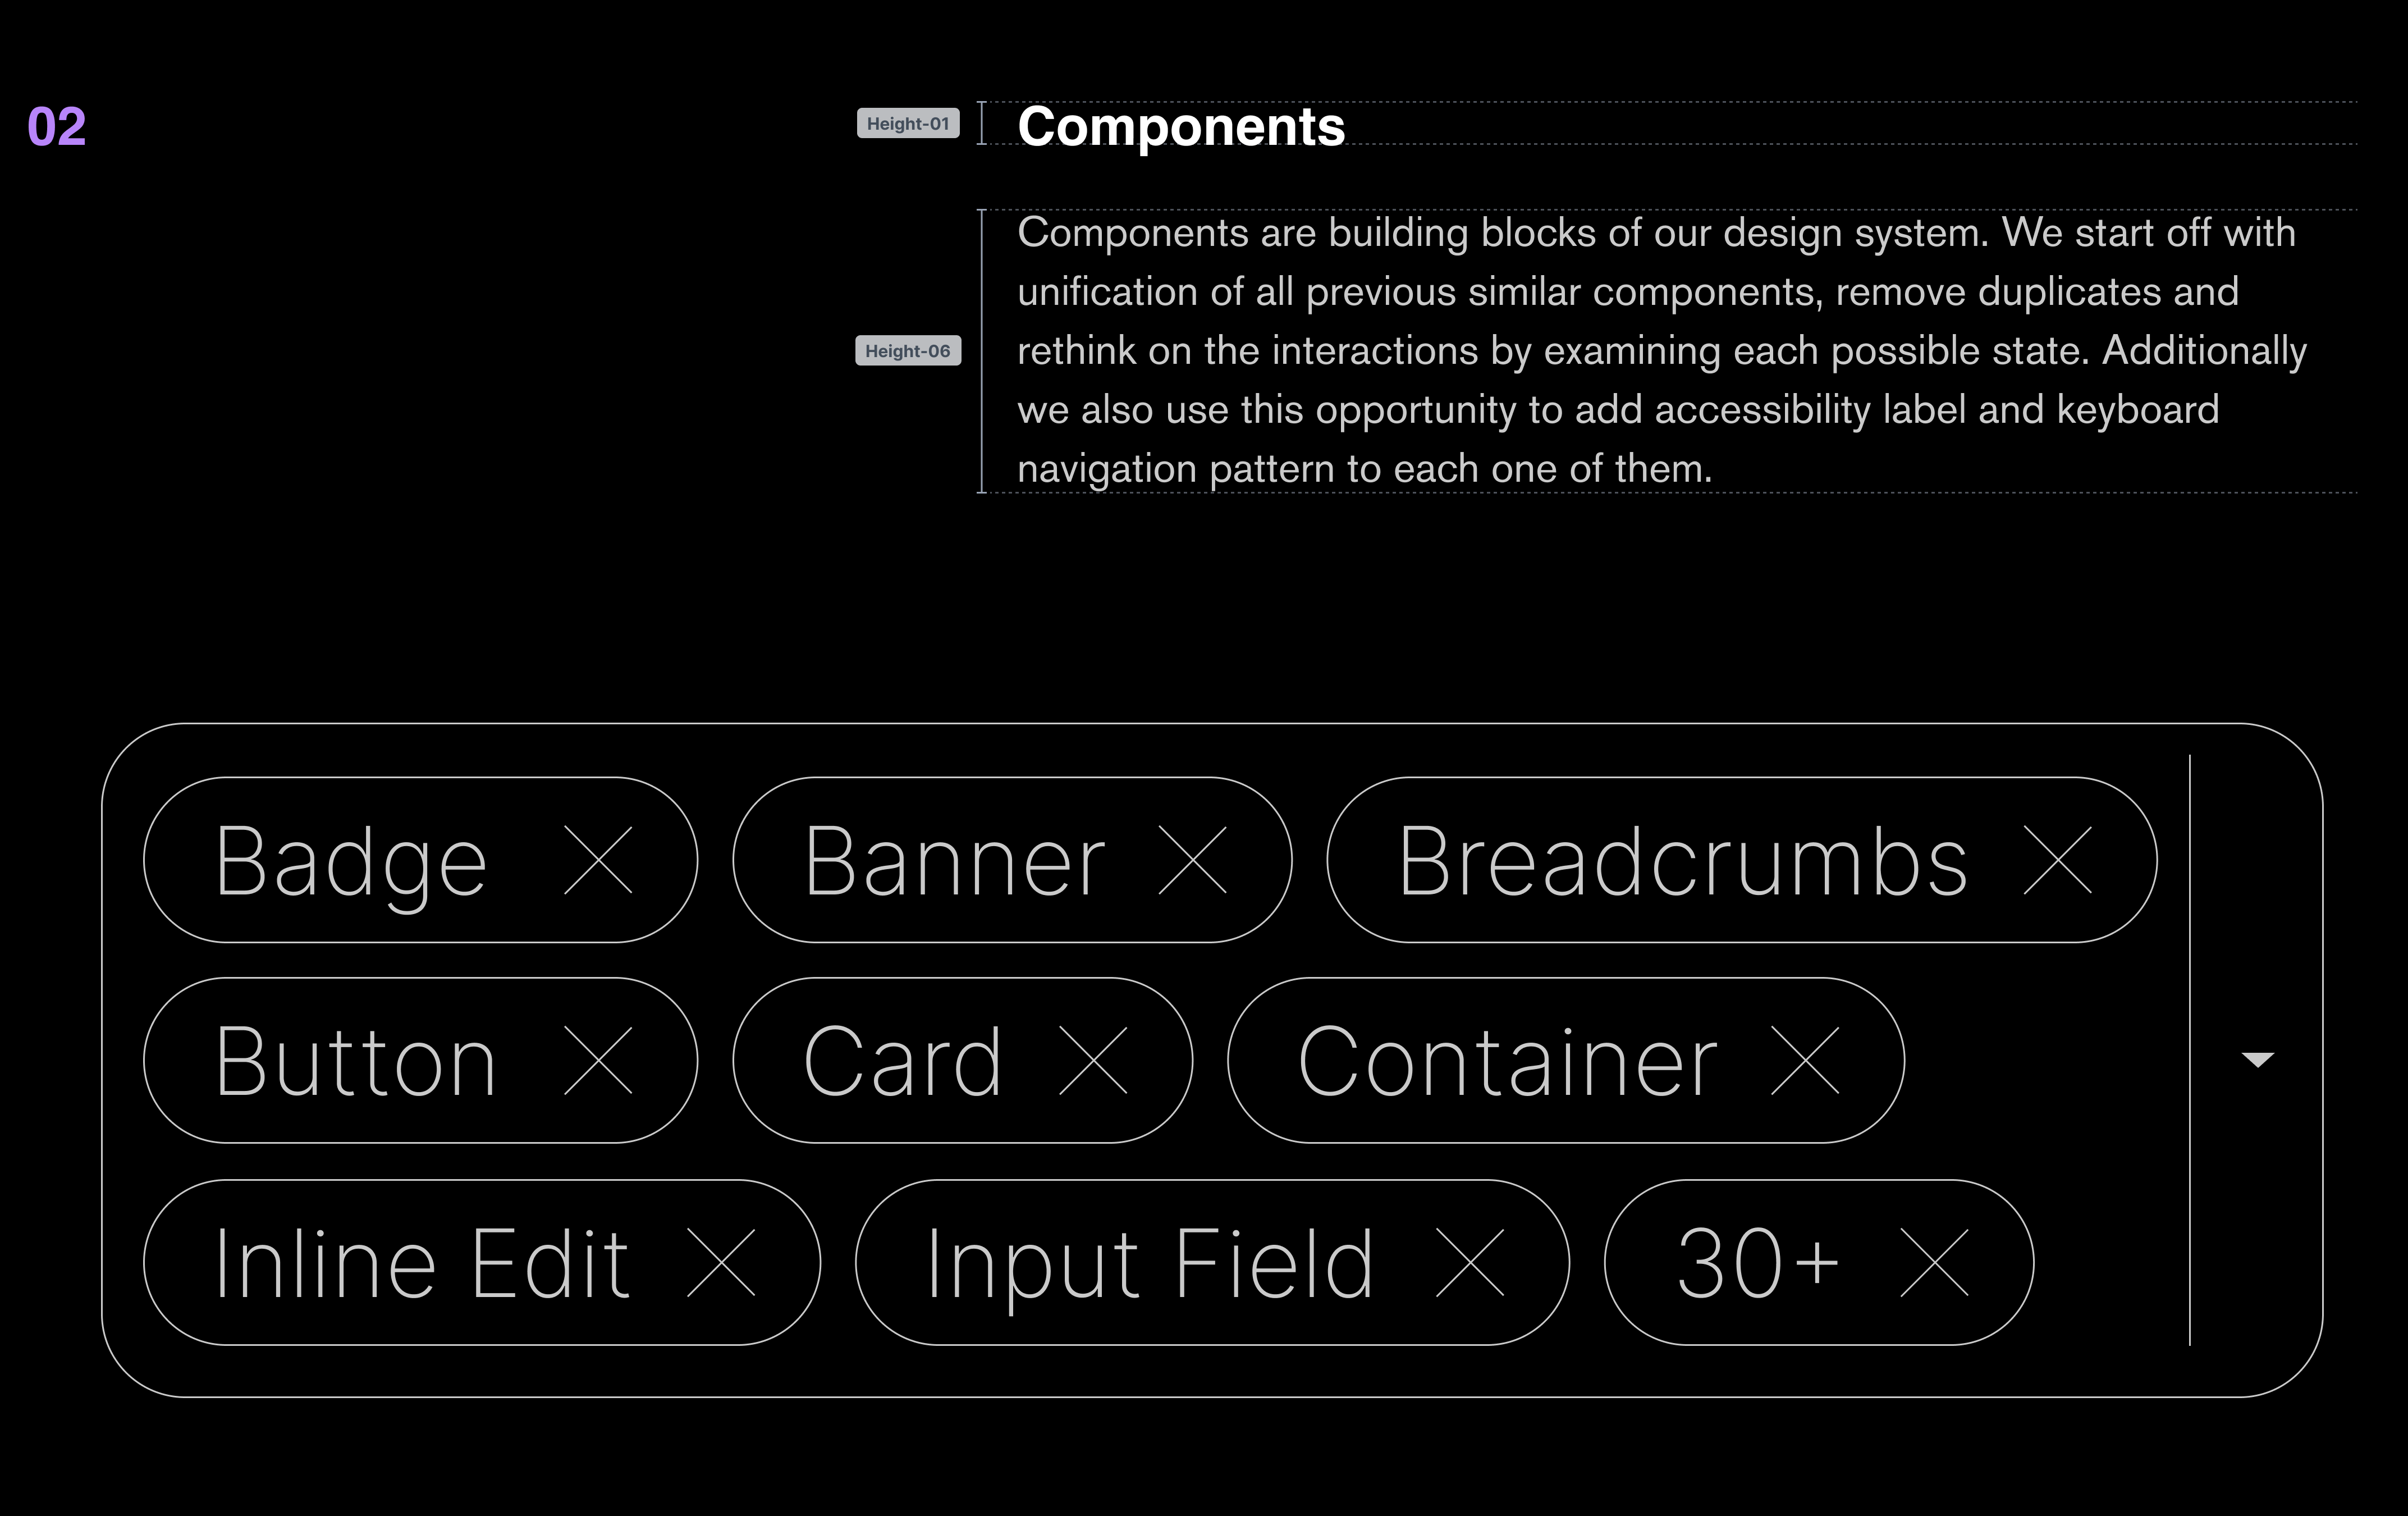 02
Height-01
Components
Components are building blocks of our design system. We start off with
unification of all previous similar components, remove duplicates and
Height-06
rethink on the interactions by examining each possible state. Additionally
we also use this opportunity to add accessibility label and keyboard
navigation pattern to each one of them.
Badge
Banner
Breadcrumbs
Button
Card
Container
Inline Edit
Input Field
30+